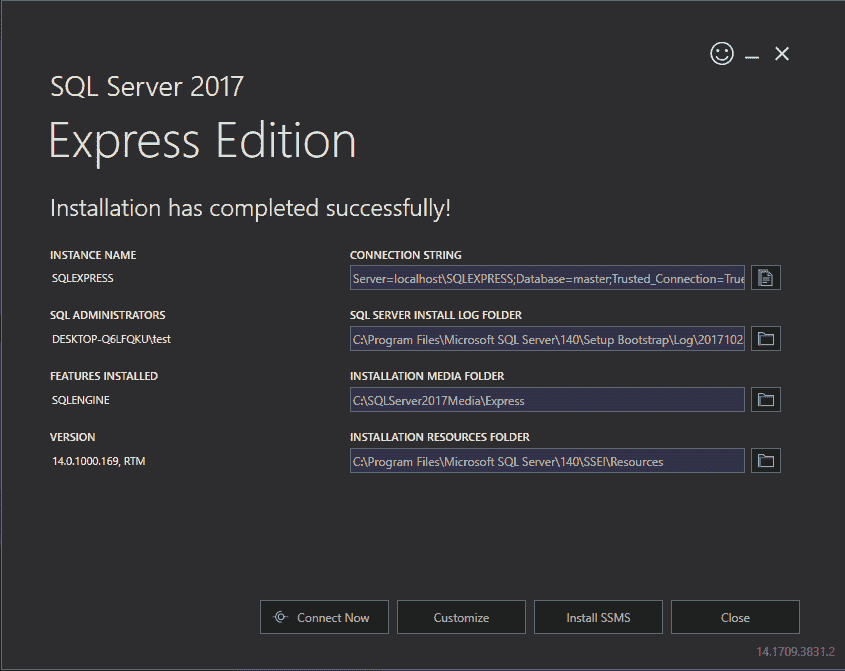 SQL Server 2017
Express Edition
Installation has completed successfully!
INSTANCE NAME
SQLEXPRESS
CONNECTION STRING
Server=localhost\SQLEXPRESS;Database=master;Trusted_Connection=True
SQL ADMINISTRATORS
DESKTOP-Q6LFQKU\test
SQL SERVER INSTALL LOG FOLDER
C:\Program Files\Microsoft SQL Server\140\Setup Bootstrap\Log\2017102
FEATURES INSTALLED
SQLENGINE
INSTALLATION MEDIA FOLDER
C:\SQLServer2017Media\Express
VERSION
14.0.1000.169, RTM
INSTALLATION RESOURCES FOLDER
C:\Program Files\Microsoft SQL Server\140\SSEI\Resources
Connect Now
Customize
Install SSMS
Close
14.1709.3831.2